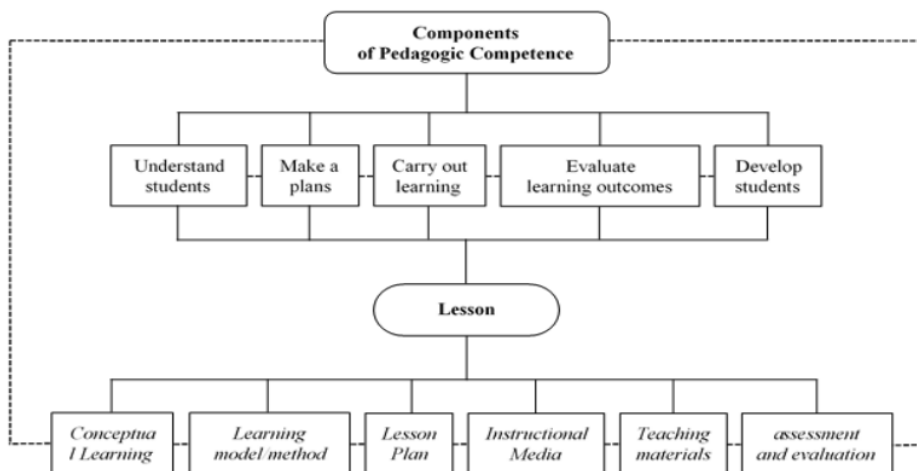 Components
of Pedagogic Competence
Understand
students
Make a
plans
Carry out
learning
Evaluate
learning outcomes
Develop
students
Lesson
Conceptua
l Learning
Learning
model/method
Lesson
Plan
Instructional
Media
Teaching
materials
assessment
and evaluation